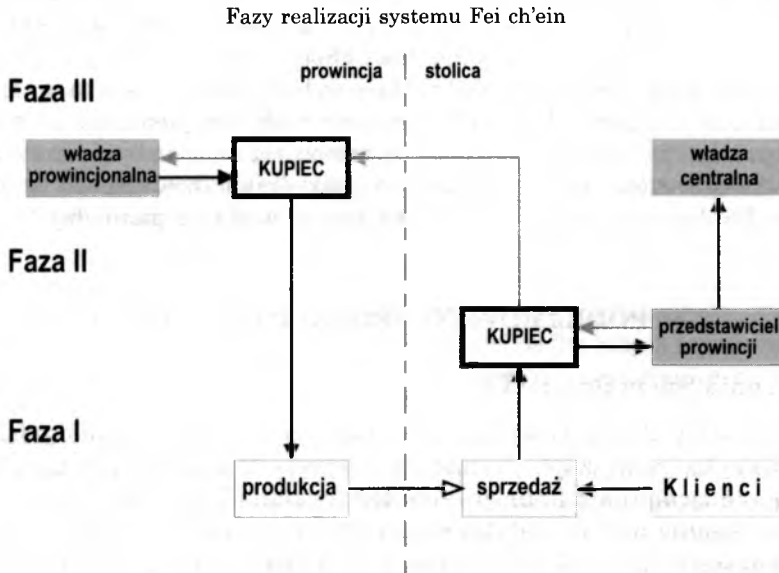 Fazy realizacji systemu Fei ch'ein
prowincja stolica
Faza III
władza
prowincjonalna
KUPIEC
władza
centralna
Faza II
KUPIEC
przedstawiciel
prowincji
Faza I
produkcja
sprzedaż
Klienci